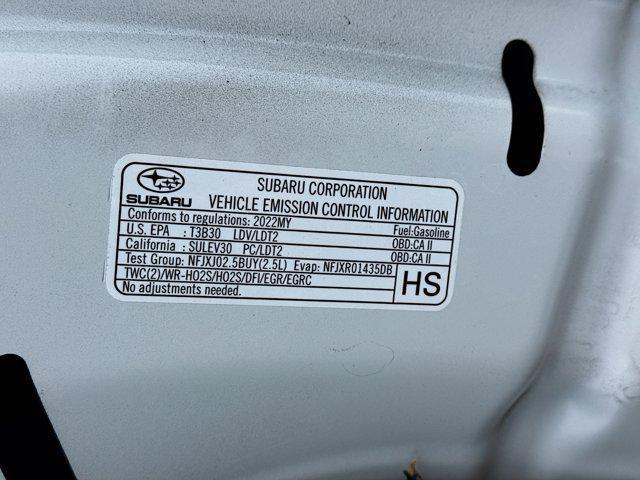 SUBARU
SUBARU CORPORATION
VEHICLE EMISSION CONTROL INFORMATION
Conforms to regulations: 2022MY Fuel:Gasoline
U.S. EPA : T3B30 LDV/LDT2 OBD:CA II
California : SULEV30 PC/LDT2 OBD:CA II
Test Group: NFJXJ02.5BUY(2.5L) Evap: NFJXR01435DB
TWC(2)/WR-HO2S/HO2S/DFI/EGR/EGRC
No adjustments needed.
HS